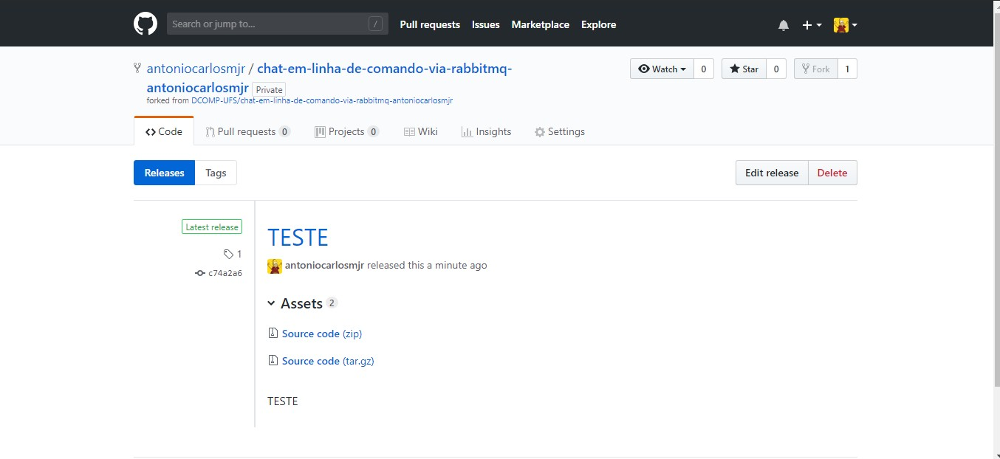 Search or jump to... / Pull requests Issues Marketplace Explore
antoniocarlosmjr / chat-em-linha-de-comando-via-rabbitmq-
antoniocarlosmjr Private
forked from DCOMP-UFS/chat-em-linha-de-comando-via-rabbitmq-antoniocarlosmjr
Watch 0 Star 0 Fork 1
Code Pull requests 0 Projects 0 Wiki Insights Settings
Releases Tags Edit release Delete
Latest release
1
c74a2a6
TESTE
antoniocarlosmjr released this a minute ago
Assets 2
Source code (zip)
Source code (tar.gz)
TESTE